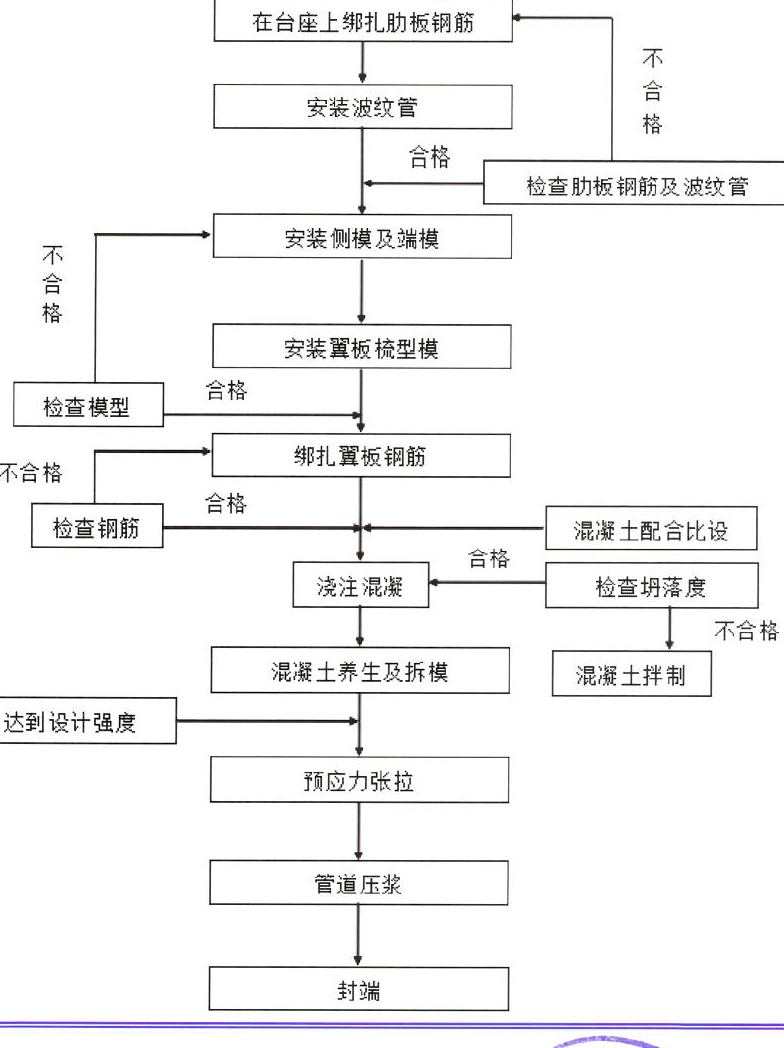 在台座上绑扎肋板钢筋
不合格
安装波纹管
合格
检查肋板钢筋及波纹管
安装侧模及端模
不合格
安装翼板梳型模
合格
检查模型
绑扎翼板钢筋
不合格
合格
检查钢筋
混凝土配合比设
合格
浇注混凝
检查坍落度
不合格
混凝土养生及拆模
混凝土拌制
达到设计强度
预应力张拉
管道压浆
封端